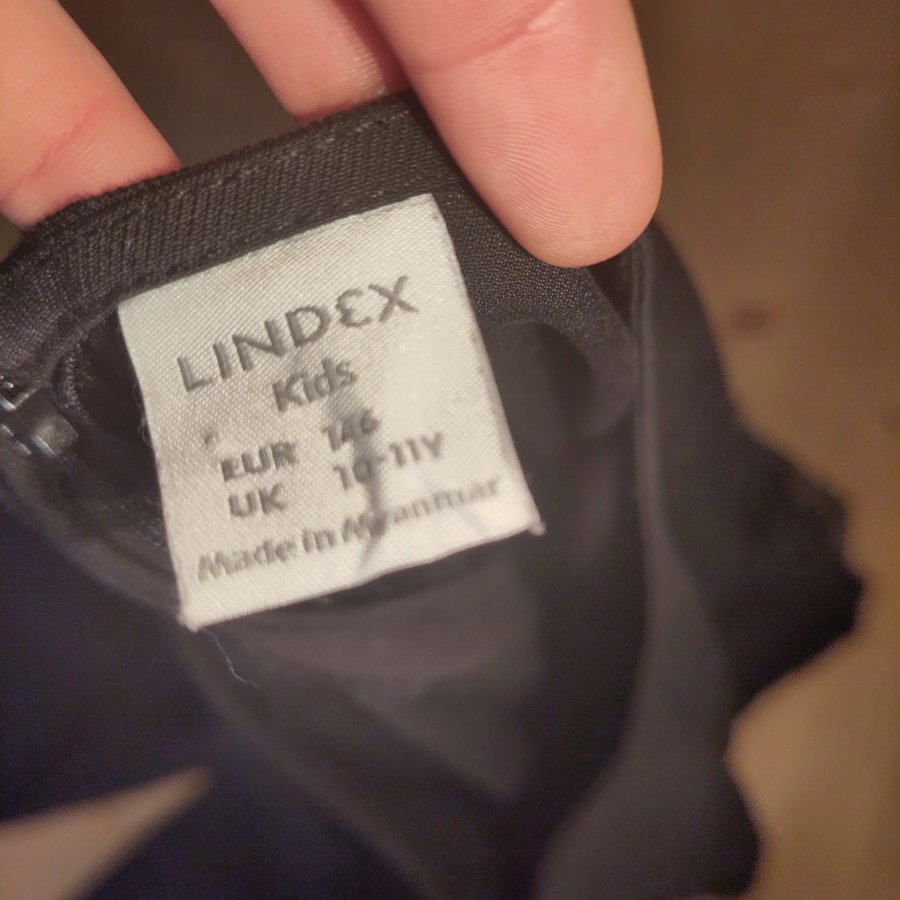 LINDEX
Kids
EUR 146
UK 10-11Y
Made in Myanmar